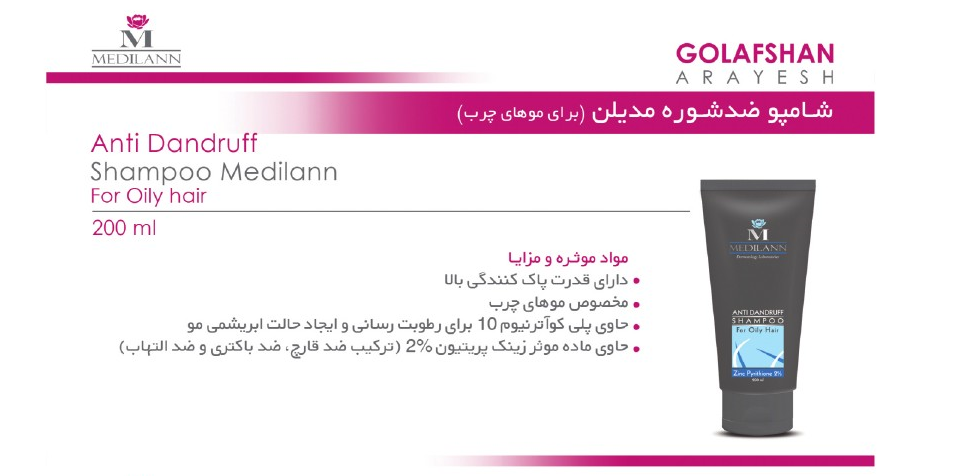 M
MEDILANN
GOLAFSHAN
ARAYESH
شامپو ضدشوره مدیلن (برای موهای چرب)
Anti Dandruff
Shampoo Medilann
For Oily hair
200 ml
مواد موثره و مزایا
• دارای قدرت پاک کنندگی بالا
• مخصوص موهای چرب
• حاوی پلی کوآترنیوم 10 برای رطوبت رسانی و ایجاد حالت ابریشمی مو
• حاوی ماده موثر زینک پریتیون 2% (ترکیب ضد قارچ، ضد باکتری و ضد التهاب)
M
MEDILANN
Dermatology Laboratories
ANTI DANDRUFF
SHAMPOO
For Oily Hair
Zinc Pyrithione 2%